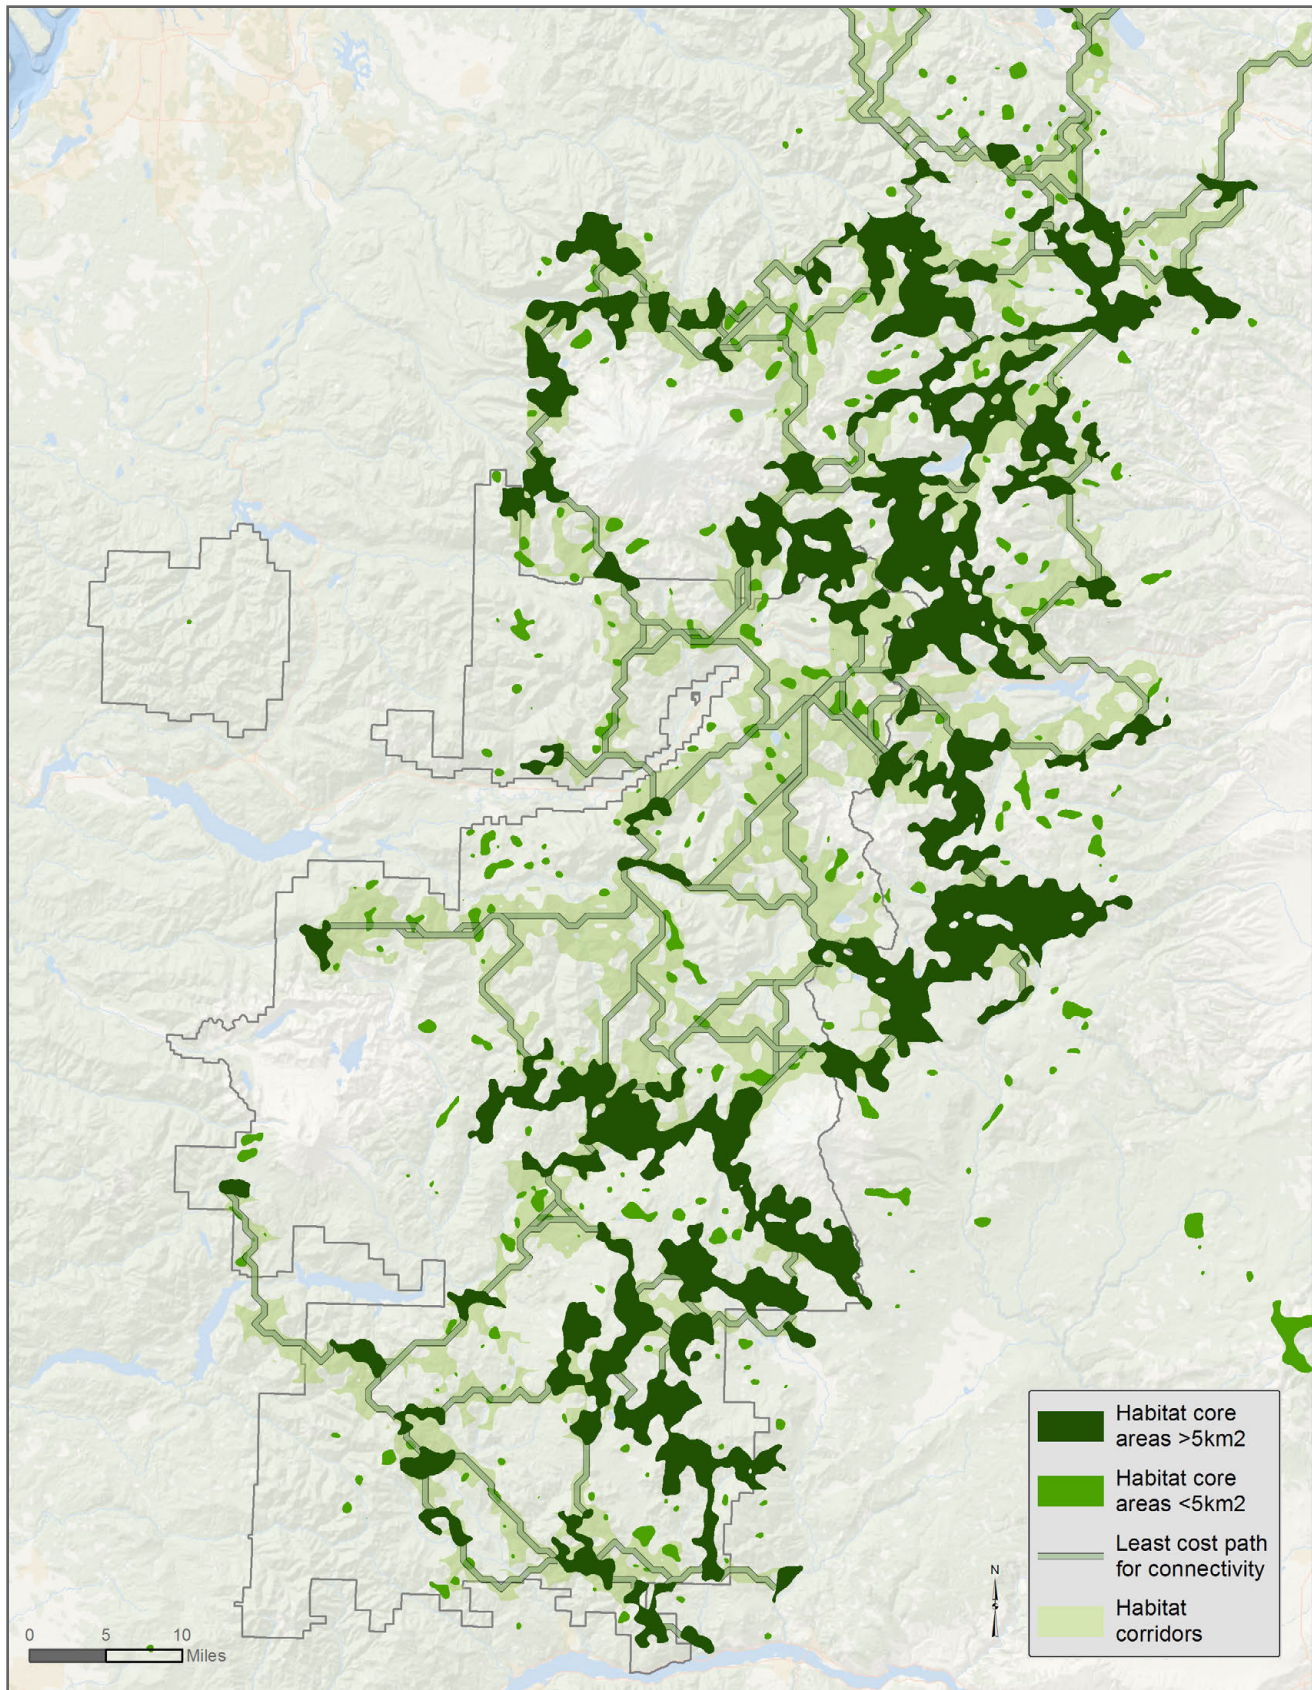 Habitat core
areas >5km2
Habitat core
areas <5km2
Least cost path
for connectivity
Habitat
corridors
N
0 5 10
Miles